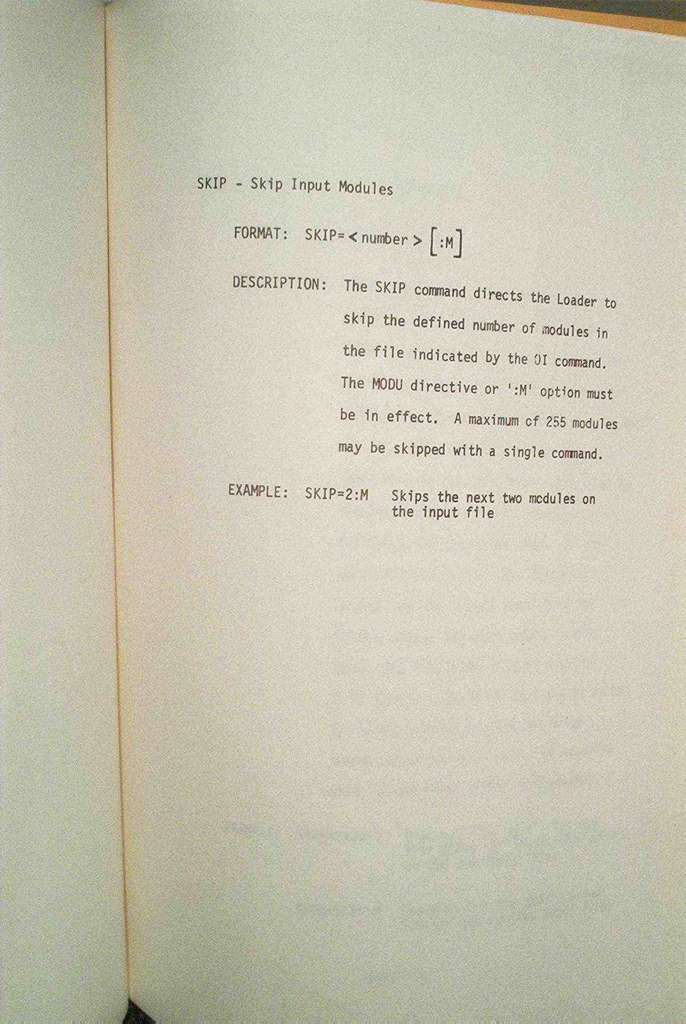 SKIP - Skip Input Modules
FORMAT: SKIP=<number> [:M]
DESCRIPTION: The SKIP command directs the Loader to
skip the defined number of modules in
the file indicated by the OI command.
The MODU directive or ':M' option must
be in effect. A maximum of 255 modules
may be skipped with a single command.
EXAMPLE: SKIP=2:M Skips the next two modules on
the input file